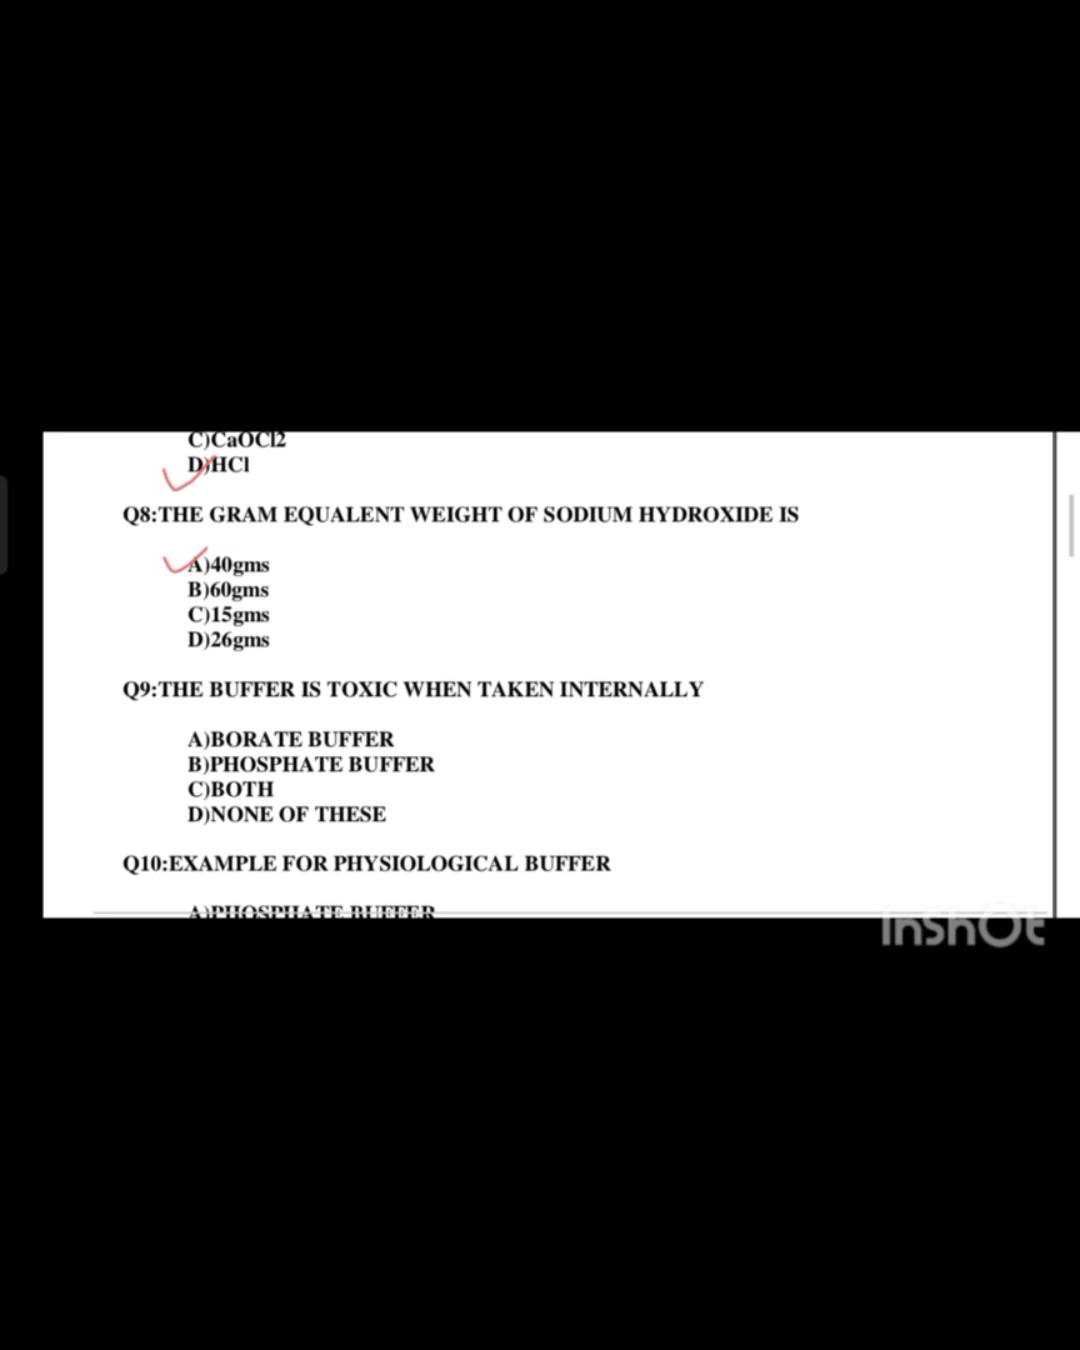 C)CaOCl2
D)HCl
Q8:THE GRAM EQUALENT WEIGHT OF SODIUM HYDROXIDE IS
A)40gms
B)60gms
C)15gms
D)26gms
Q9:THE BUFFER IS TOXIC WHEN TAKEN INTERNALLY
A)BORATE BUFFER
B)PHOSPHATE BUFFER
C)BOTH
D)NONE OF THESE
Q10:EXAMPLE FOR PHYSIOLOGICAL BUFFER
A)PHOSPHATE BUFFER
InShOt